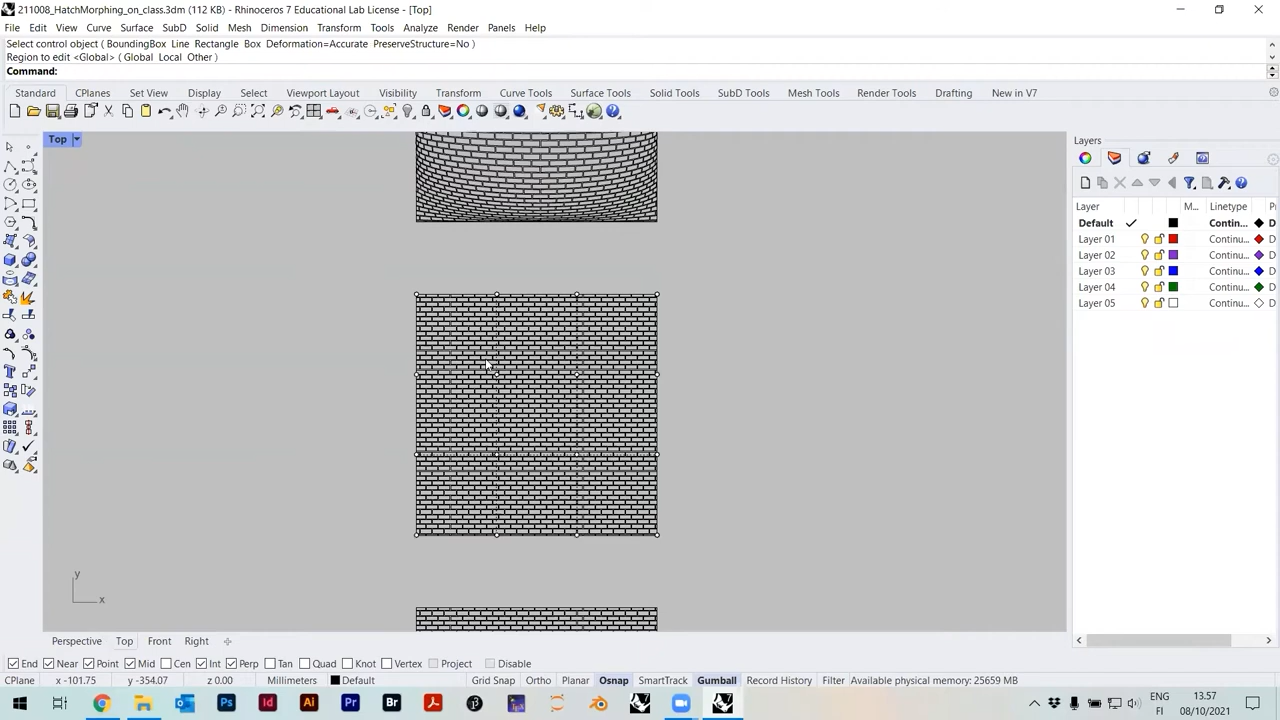 211008_HatchMorphing_on_class.3dm (112 KB) - Rhinoceros 7 Educational Lab License - [Top]
File Edit View Curve Surface SubD Solid Mesh Dimension Transform Tools Analyze Render Panels Help
Select control object ( BoundingBox Line Rectangle Box Deformation=Accurate PreserveStructure=No )
Region to edit <Global> ( Global Local Other )
Command:
Standard CPlanes Set View Display Select Viewport Layout Visibility Transform Curve Tools Surface Tools Solid Tools SubD Tools Mesh Tools Render Tools Drafting New in V7
Top
Layers
Layer M... Linetype P
Default Contin... D
Layer 01 Continu... D
Layer 02 Continu... D
Layer 03 Continu... D
Layer 04 Continu... D
Layer 05 Continu... D
y
x
Perspective Top Front Right
End Near Point Mid Cen Int Perp Tan Quad Knot Vertex Project Disable
CPlane x -101.75 y -354.07 z 0.00 Millimeters Default Grid Snap Ortho Planar Osnap SmartTrack Gumball Record History Filter Available physical memory: 25659 MB
Ps Id Ai Pr Br
ENG 13.57
FI 08/10/2021